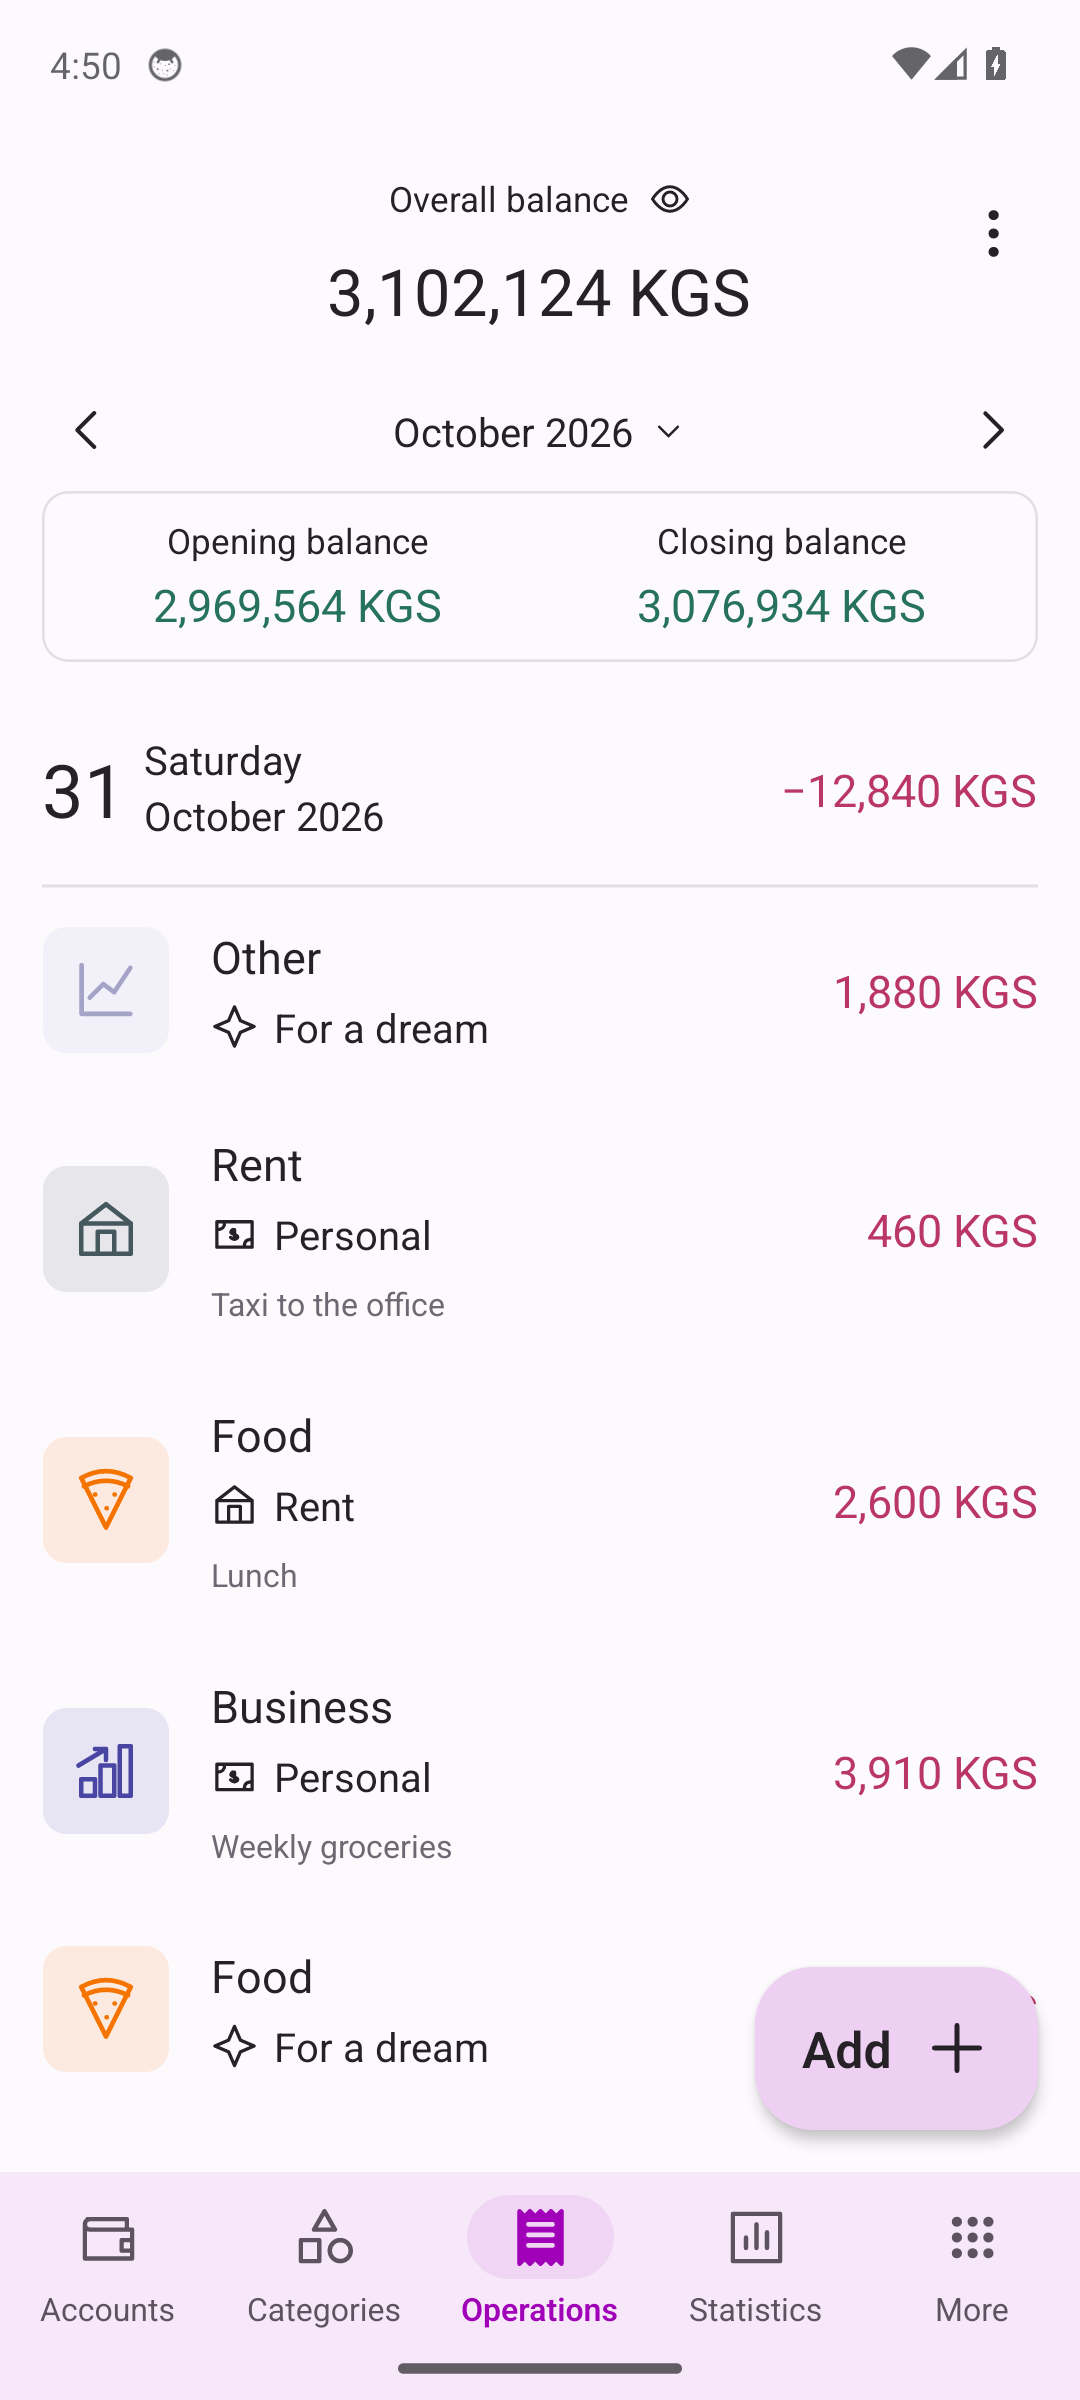 4:50
Overall balance
3,102,124 KGS
October 2026
Opening balance
Closing balance
2,969,564 KGS
3,076,934 KGS
31
Saturday
October 2026
−12,840 KGS
Other
For a dream
1,880 KGS
Rent
Personal
Taxi to the office
460 KGS
Food
Rent
Lunch
2,600 KGS
Business
Personal
Weekly groceries
3,910 KGS
Food
For a dream
Add
Accounts
Categories
Operations
Statistics
More